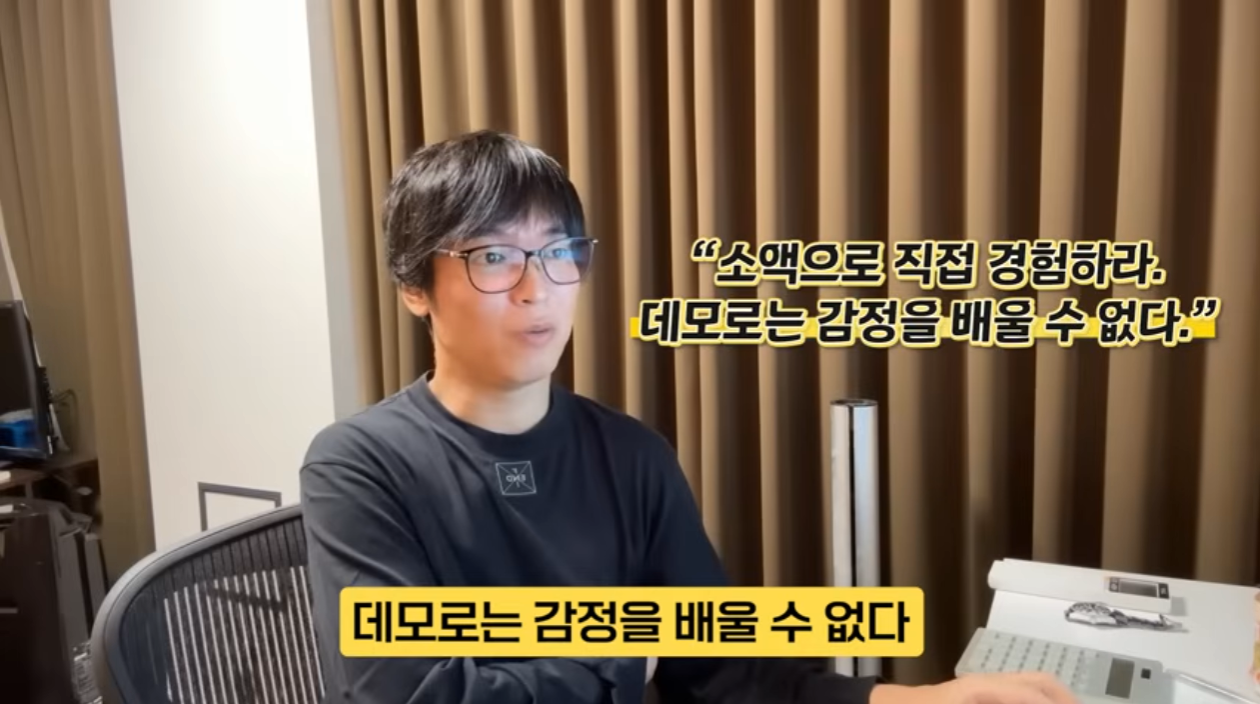 “소액으로 직접 경험하라.
데모로는 감정을 배울 수 없다.”
데모로는 감정을 배울 수 없다